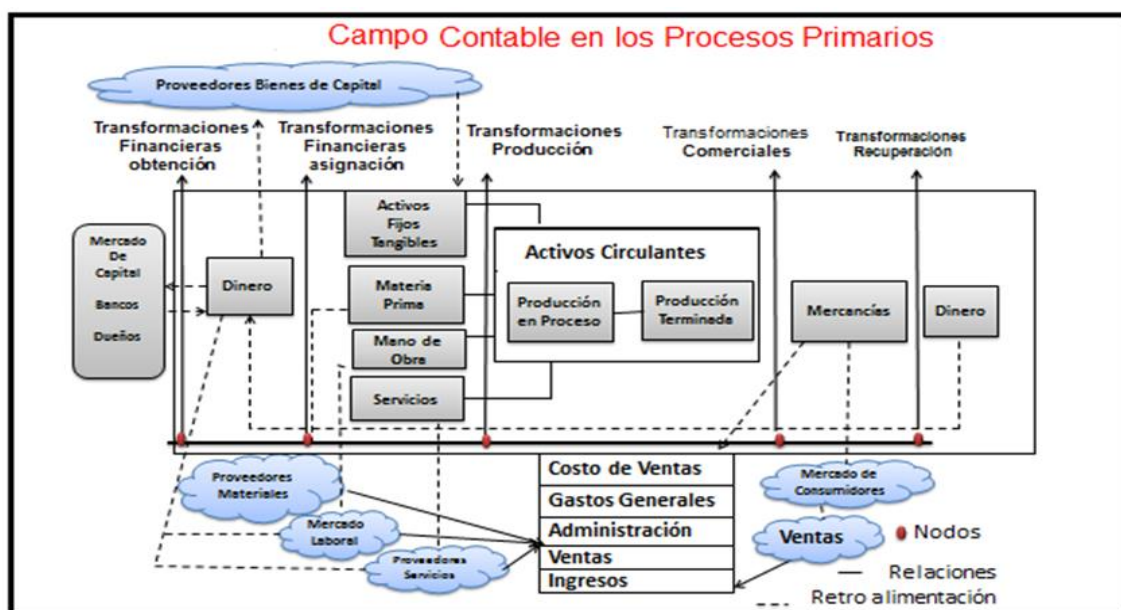 Campo Contable en los Procesos Primarios
Proveedores Bienes de Capital
Transformaciones
Financieras
obtención
Transformaciones
Financieras
asignación
Transformaciones
Producción
Transformaciones
Comerciales
Transformaciones
Recuperación
Mercado
De
Capital
Bancos
Dueños
Dinero
Activos
Fijos
Tangibles
Materia
Prima
Mano de
Obra
Servicios
Activos Circulantes
Producción
en Proceso
Producción
Terminada
Mercancías
Dinero
Proveedores
Materiales
Mercado
Laboral
Proveedores
Servicios
Costo de Ventas
Gastos Generales
Administración
Ventas
Ingresos
Mercado de
Consumidores
Ventas
Nodos
Relaciones
Retro alimentación